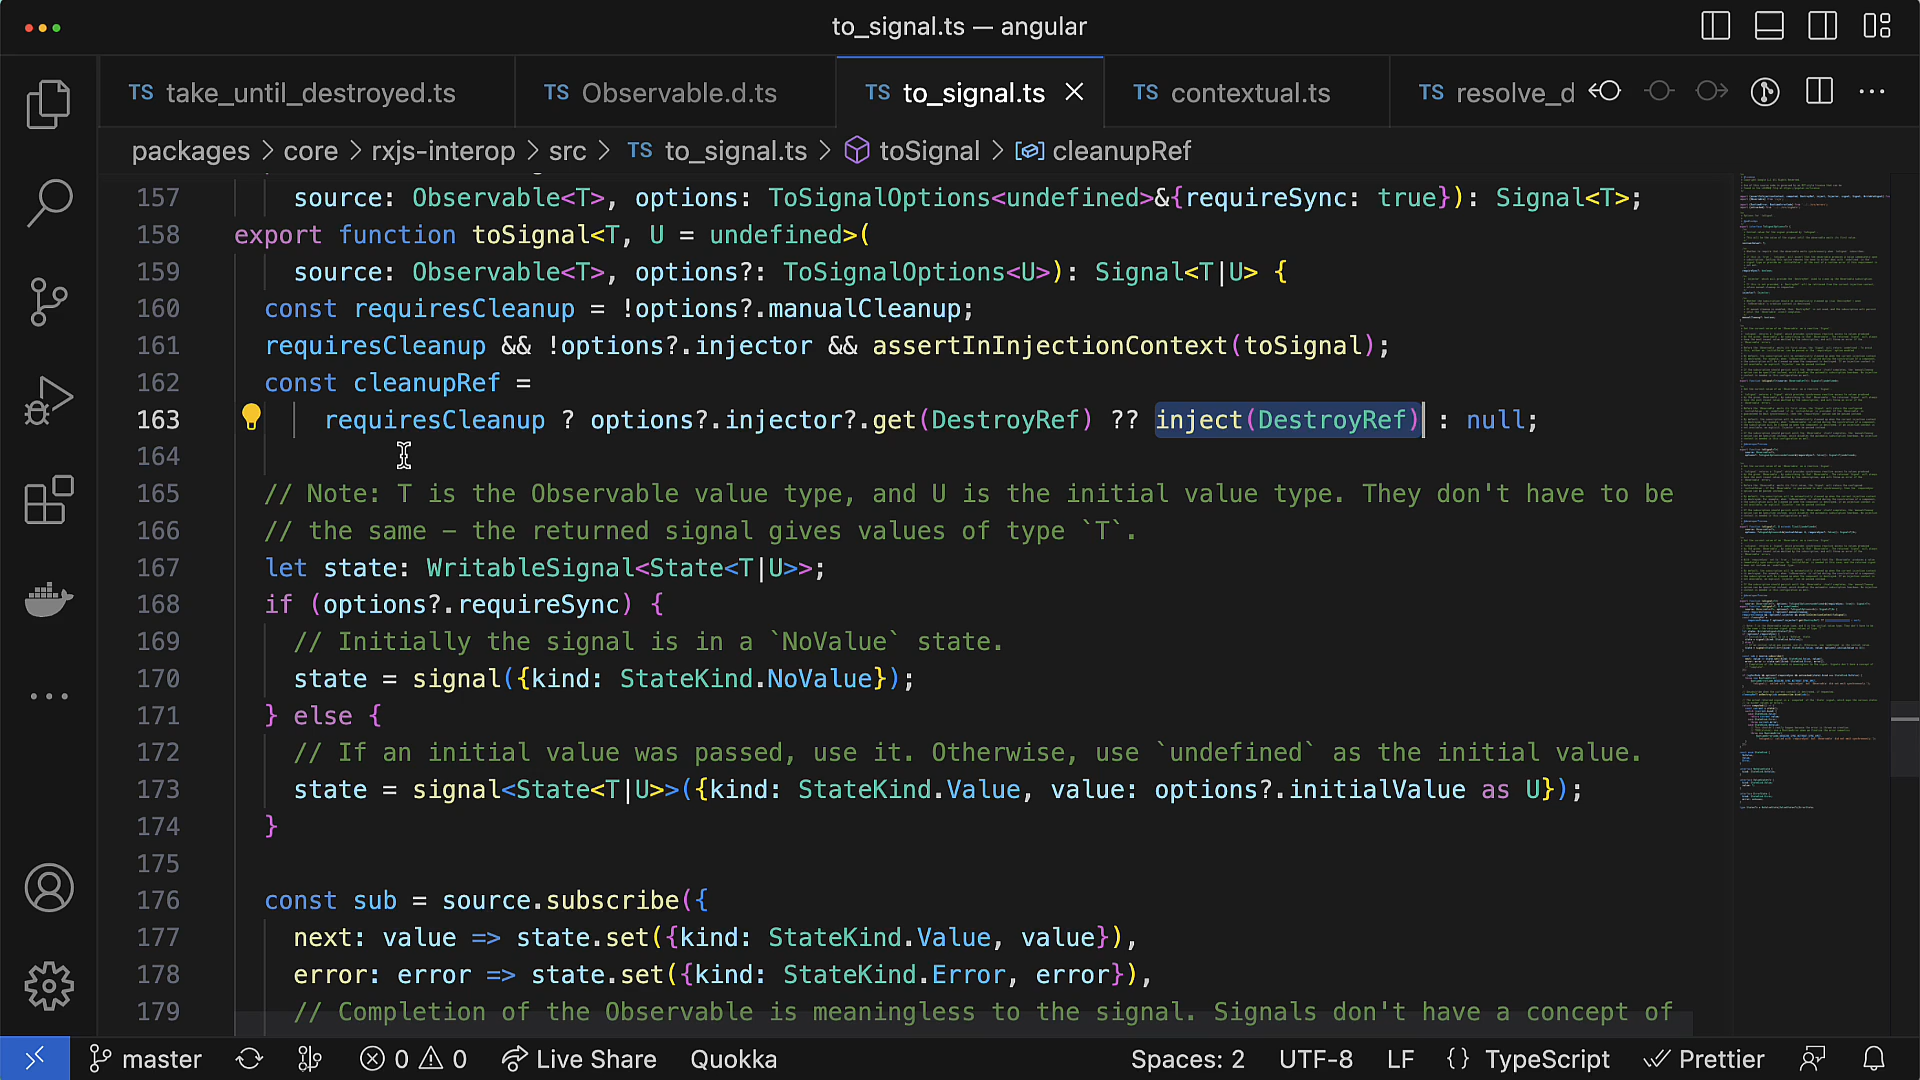 to_signal.ts — angular
TS take_until_destroyed.ts
TS Observable.d.ts
TS to_signal.ts
TS contextual.ts
TS resolve_d
packages > core > rxjs-interop > src > TS to_signal.ts > toSignal > cleanupRef
157 source: Observable<T>, options: ToSignalOptions<undefined>&{requireSync: true}): Signal<T>;
158 export function toSignal<T, U = undefined>(
159 source: Observable<T>, options?: ToSignalOptions<U>): Signal<T|U> {
160 const requiresCleanup = !options?.manualCleanup;
161 requiresCleanup && !options?.injector && assertInInjectionContext(toSignal);
162 const cleanupRef =
163 requiresCleanup ? options?.injector?.get(DestroyRef) ?? inject(DestroyRef) : null;
164
165 // Note: T is the Observable value type, and U is the initial value type. They don't have to be
166 // the same – the returned signal gives values of type `T`.
167 let state: WritableSignal<State<T|U>>;
168 if (options?.requireSync) {
169 // Initially the signal is in a `NoValue` state.
170 state = signal({kind: StateKind.NoValue});
171 } else {
172 // If an initial value was passed, use it. Otherwise, use `undefined` as the initial value.
173 state = signal<State<T|U>>({kind: StateKind.Value, value: options?.initialValue as U});
174 }
175
176 const sub = source.subscribe({
177 next: value => state.set({kind: StateKind.Value, value}),
178 error: error => state.set({kind: StateKind.Error, error}),
179 // Completion of the Observable is meaningless to the signal. Signals don't have a concept of
master 0 0 Live Share Quokka Spaces: 2 UTF-8 LF {} TypeScript Prettier